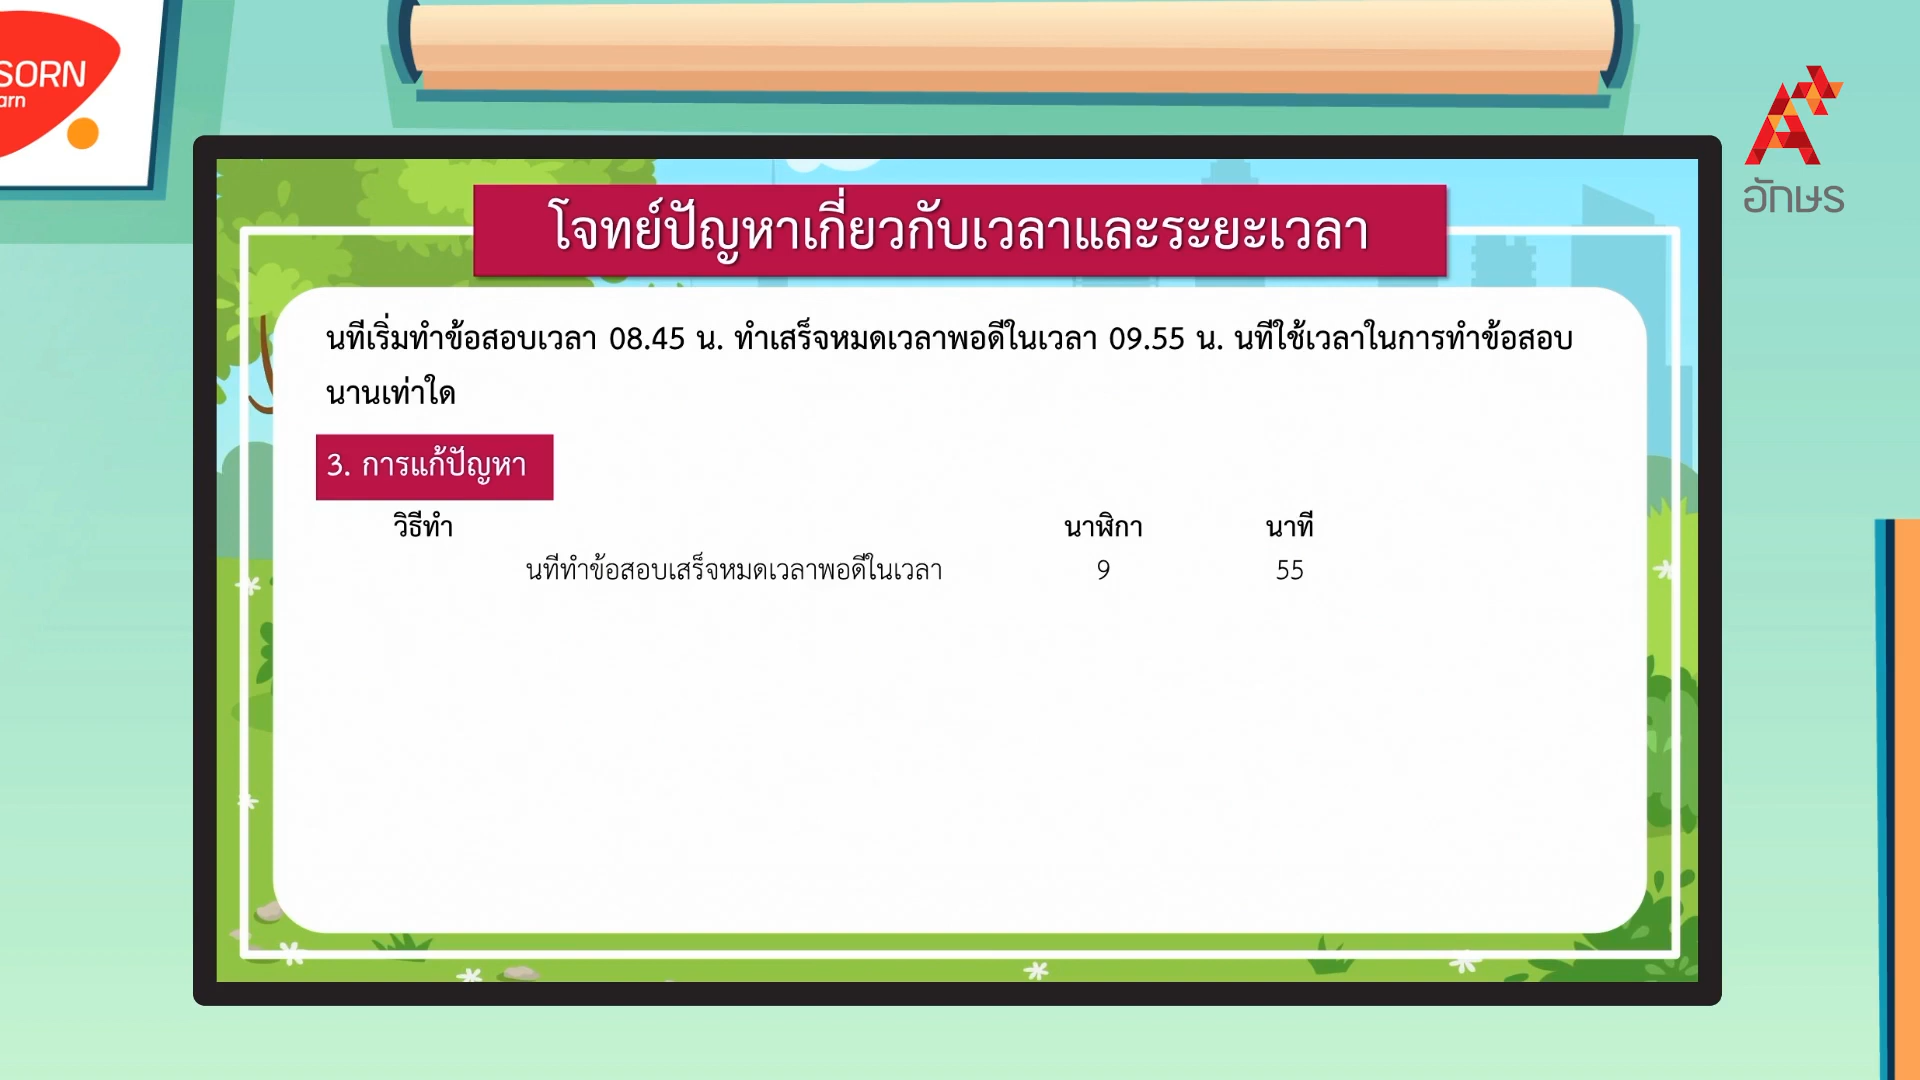 SORN
arn
อักษร
โจทย์ปัญหาเกี่ยวกับเวลาและระยะเวลา
นทีเริ่มทำข้อสอบเวลา 08.45 น. ทำเสร็จหมดเวลาพอดีในเวลา 09.55 น. นทีใช้เวลาในการทำข้อสอบ
นานเท่าใด
3. การแก้ปัญหา
วิธีทำ นาฬิกา นาที
นทีทำข้อสอบเสร็จหมดเวลาพอดีในเวลา 9 55